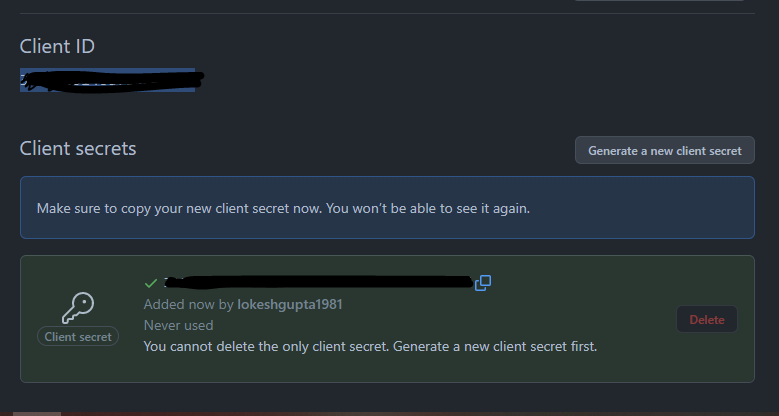 Client ID
Client secrets
Generate a new client secret
Make sure to copy your new client secret now. You won't be able to see it again.
Added now by lokeshgupta1981
Never used
Client secret
Delete
You cannot delete the only client secret. Generate a new client secret first.